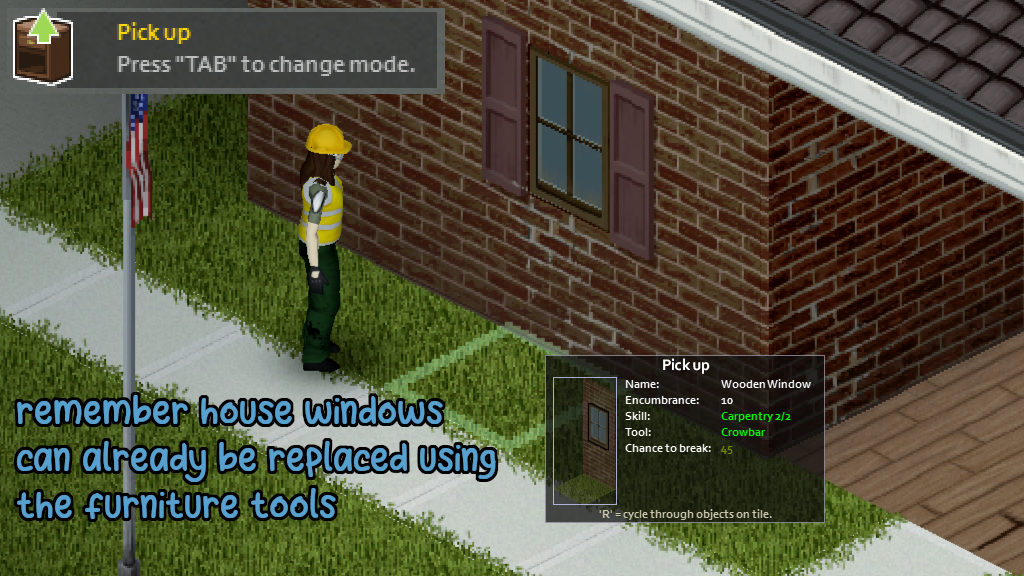 Pick up
Press "TAB" to change mode.
Pick up
Name: Wooden Window
Encumbrance: 10
Skill: Carpentry 2/2
Tool: Crowbar
Chance to break: 45
'R' = cycle through objects on tile.
remember house windows
can already be replaced using
the furniture tools